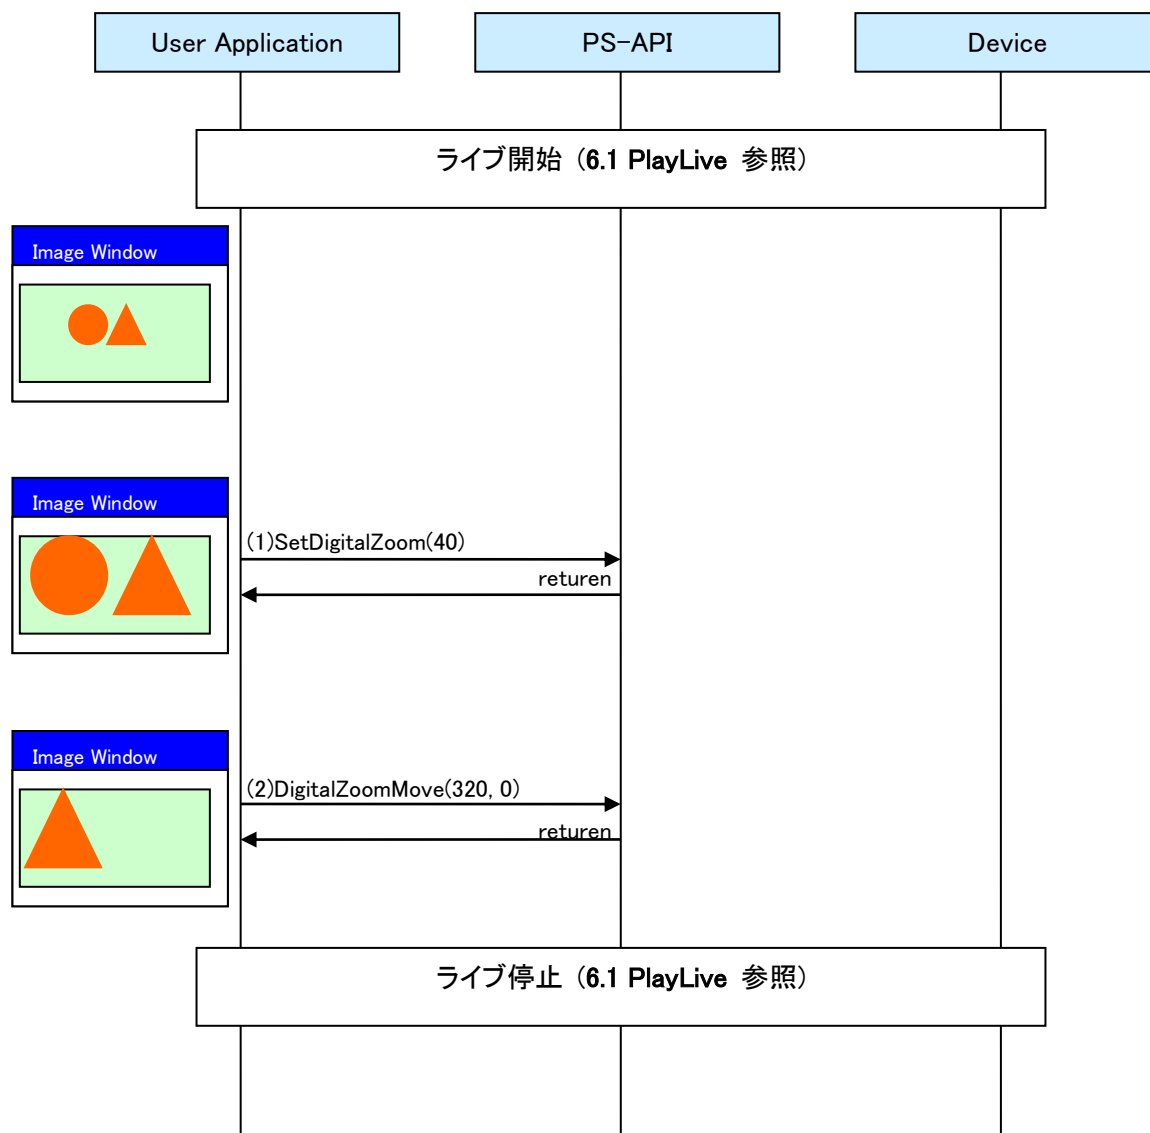 User Application
PS-API
Device
ライブ開始 (6.1 PlayLive 参照)
Image Window
Image Window
(1)SetDigitalZoom(40)
returen
Image Window
(2)DigitalZoomMove(320, 0)
returen
ライブ停止 (6.1 PlayLive 参照)